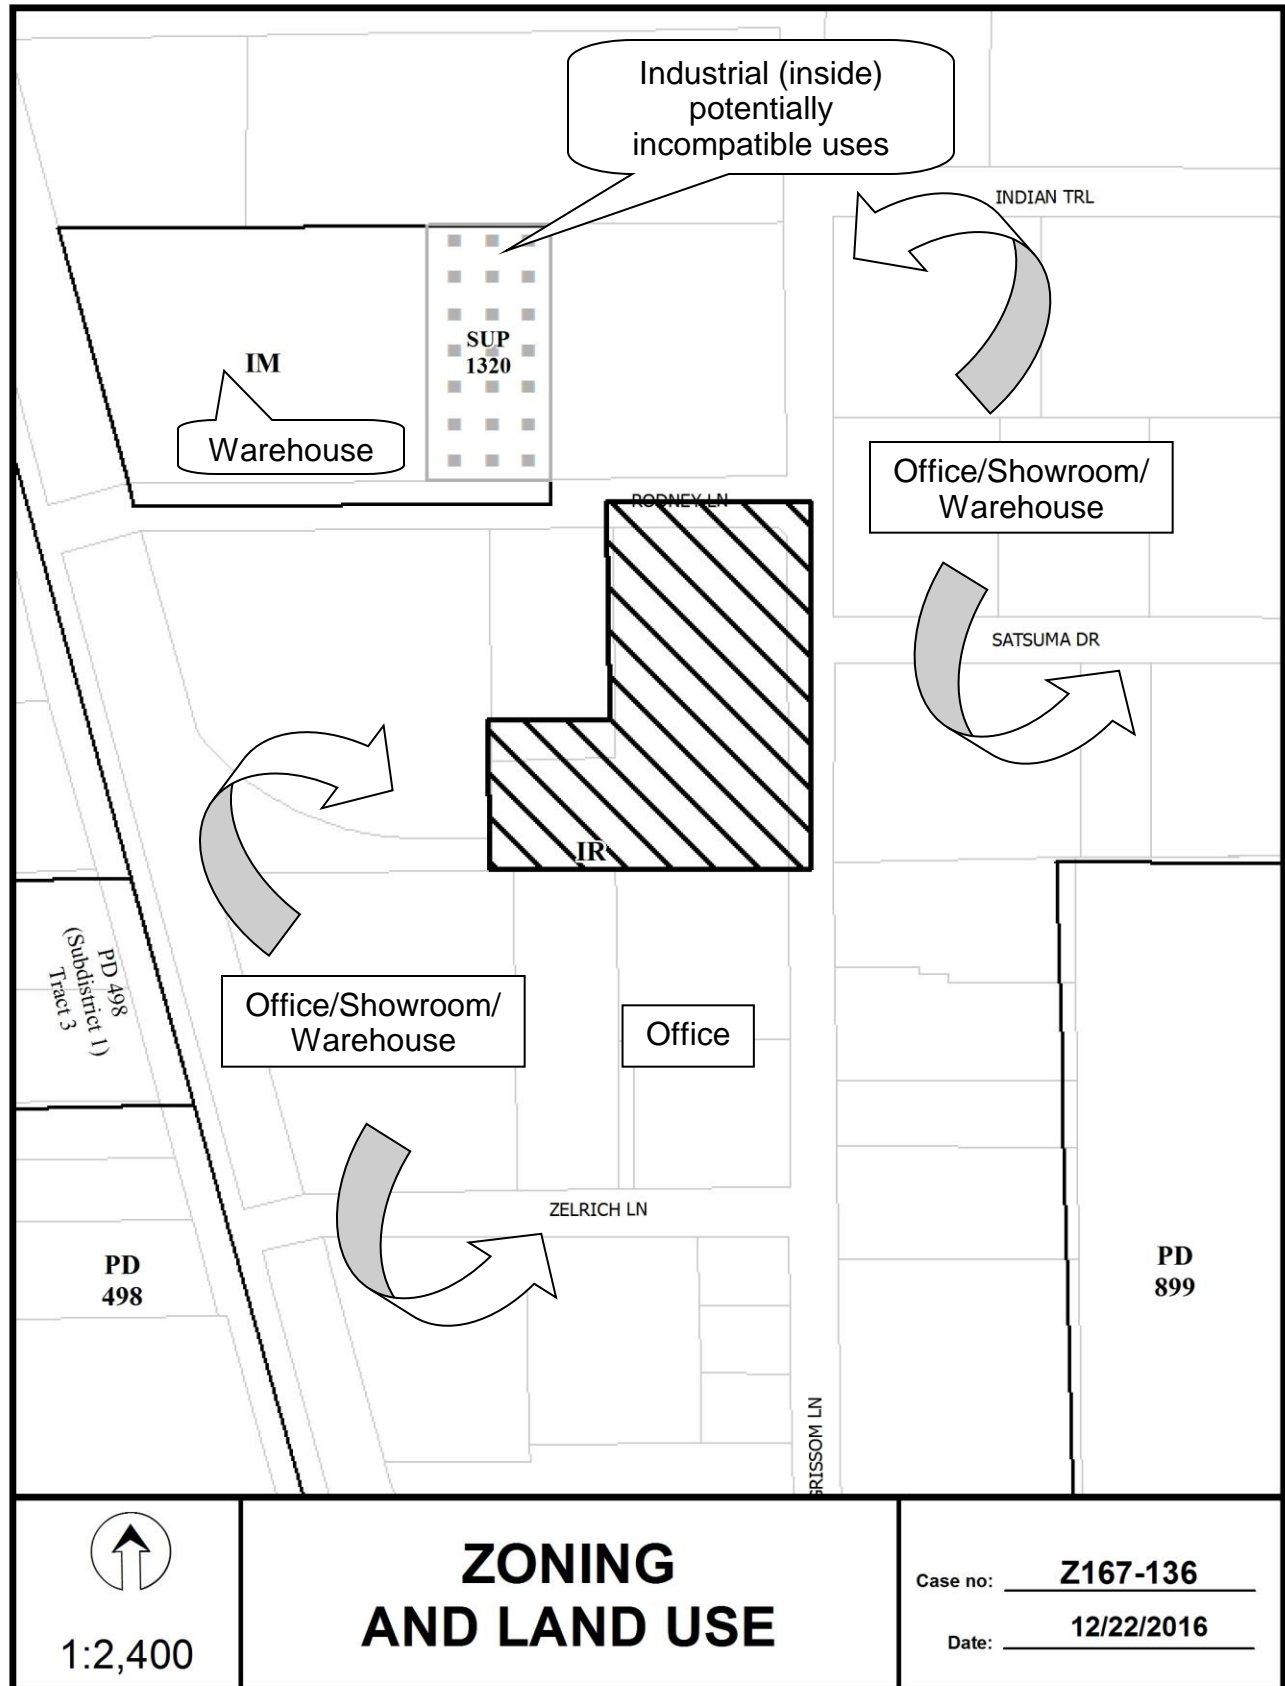 Industrial (inside)
potentially
incompatible uses
INDIAN TRL
SUP
1320
IM
Warehouse
Office/Showroom/
Warehouse
RODNEY LN
SATSUMA DR
IR
PD 498
(Subdistrict 1)
Tract 3
Office/Showroom/
Warehouse
Office
ZELRICH LN
PD
498
PD
899
GRISSOM LN
1:2,400
ZONING
AND LAND USE
Case no: Z167-136
Date: 12/22/2016